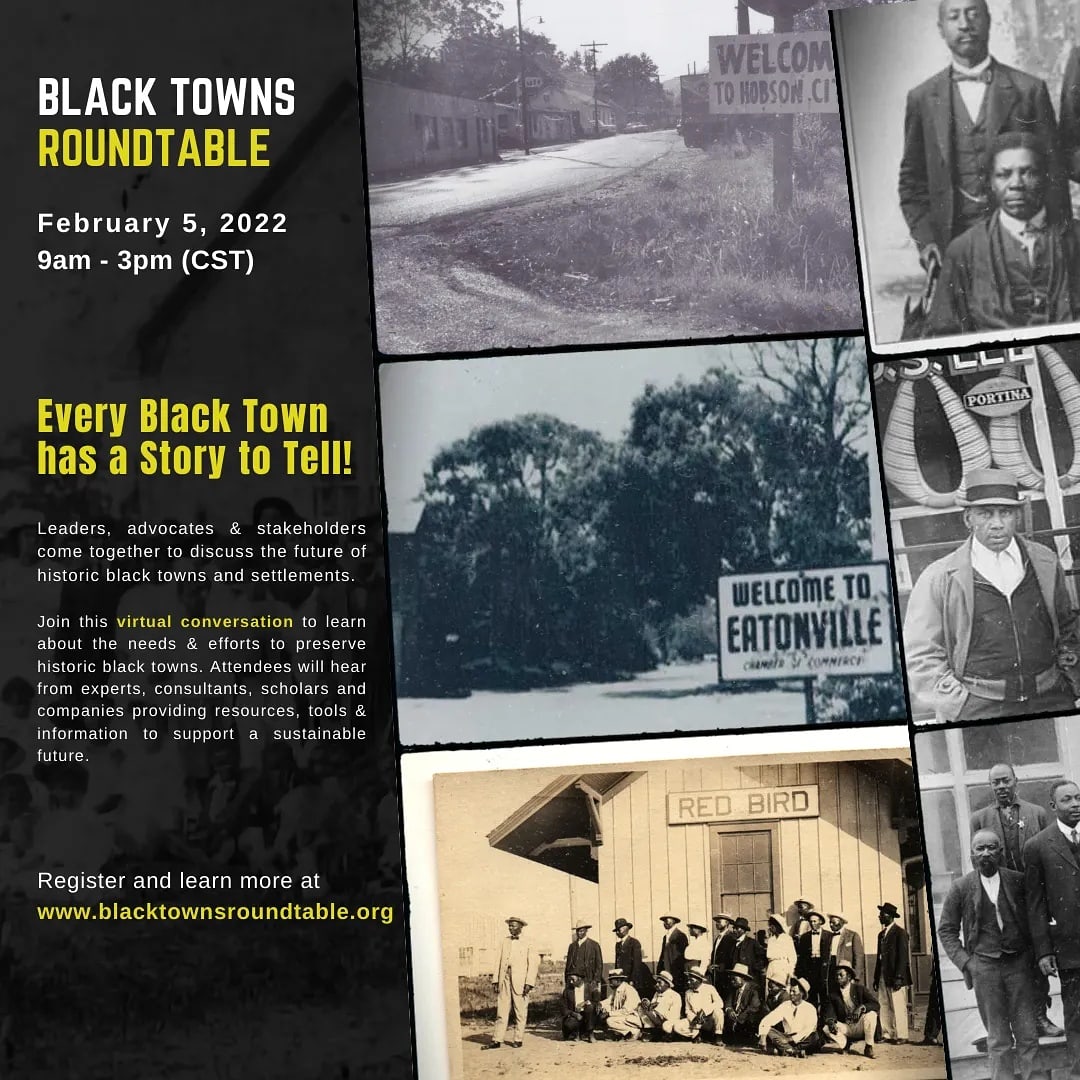 BLACK TOWNS
ROUNDTABLE
February 5, 2022
9am - 3pm (CST)
Every Black Town
has a Story to Tell!
Leaders, advocates & stakeholders
come together to discuss the future of
historic black towns and settlements.
Join this virtual conversation to learn
about the needs & efforts to preserve
historic black towns. Attendees will hear
from experts, consultants, scholars and
companies providing resources, tools &
information to support a sustainable
future.
Register and learn more at
www.blacktownsroundtable.org
WELCOM
TO HOBSON CI
WELCOME TO
EATONVILLE
CHAMBER OF COMMERCE
RED BIRD
.S. LEE
PORTINA